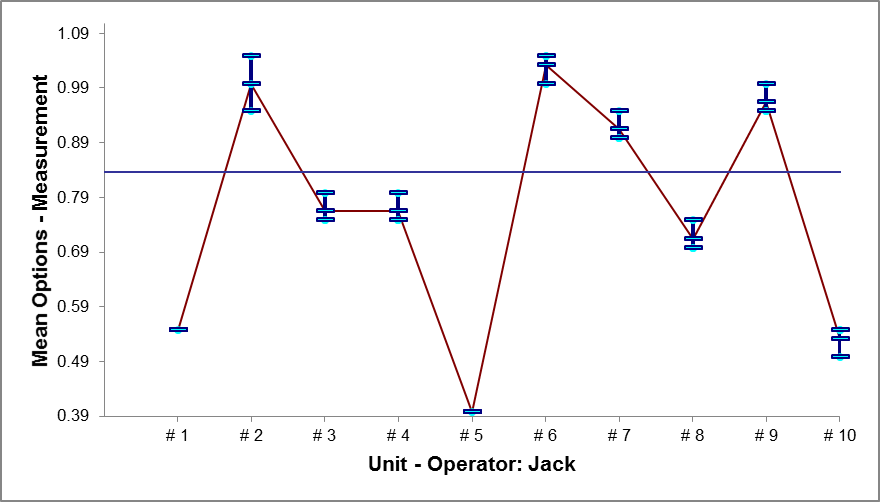 Mean Options - Measurement
1.09
0.99
0.89
0.79
0.69
0.59
0.49
0.39
# 1 # 2 # 3 # 4 # 5 # 6 # 7 # 8 # 9 # 10
Unit - Operator: Jack